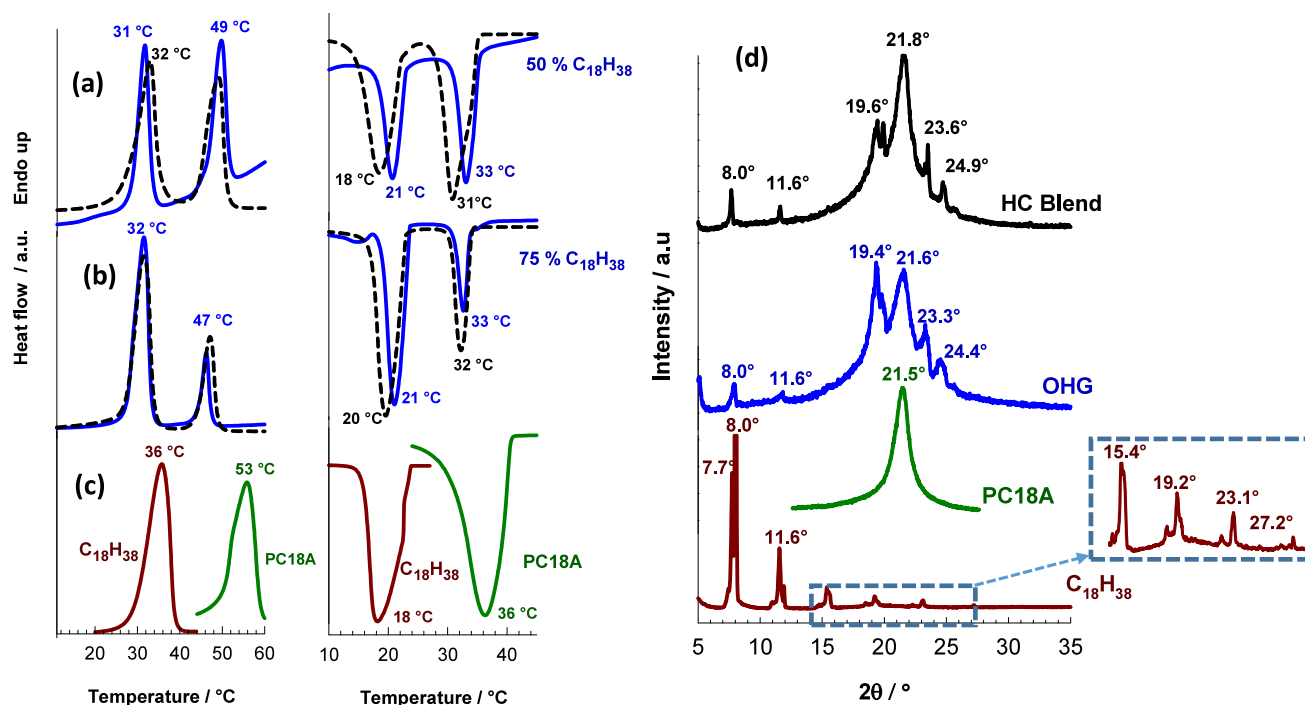 (a)
31 °C
32 °C
49 °C
50 % C₁₈H₃₈
18 °C
21 °C
31°C
33 °C
Heat flow / a.u. Endo up
(b)
32 °C
47 °C
75 % C₁₈H₃₈
20 °C
21 °C
32 °C
33 °C
(c)
36 °C
53 °C
C₁₈H₃₈
PC18A
C₁₈H₃₈
18 °C
PC18A
36 °C
20
40
60
Temperature / °C
10
20
30
40
Temperature / °C
(d)
Intensity / a.u
8.0°
11.6°
19.6°
21.8°
23.6°
24.9°
HC Blend
8.0°
11.6°
19.4°
21.6°
23.3°
24.4°
OHG
21.5°
PC18A
7.7°
8.0°
11.6°
C₁₈H₃₈
15.4°
19.2°
23.1°
27.2°
5
10
15
20
25
30
35
2θ / °